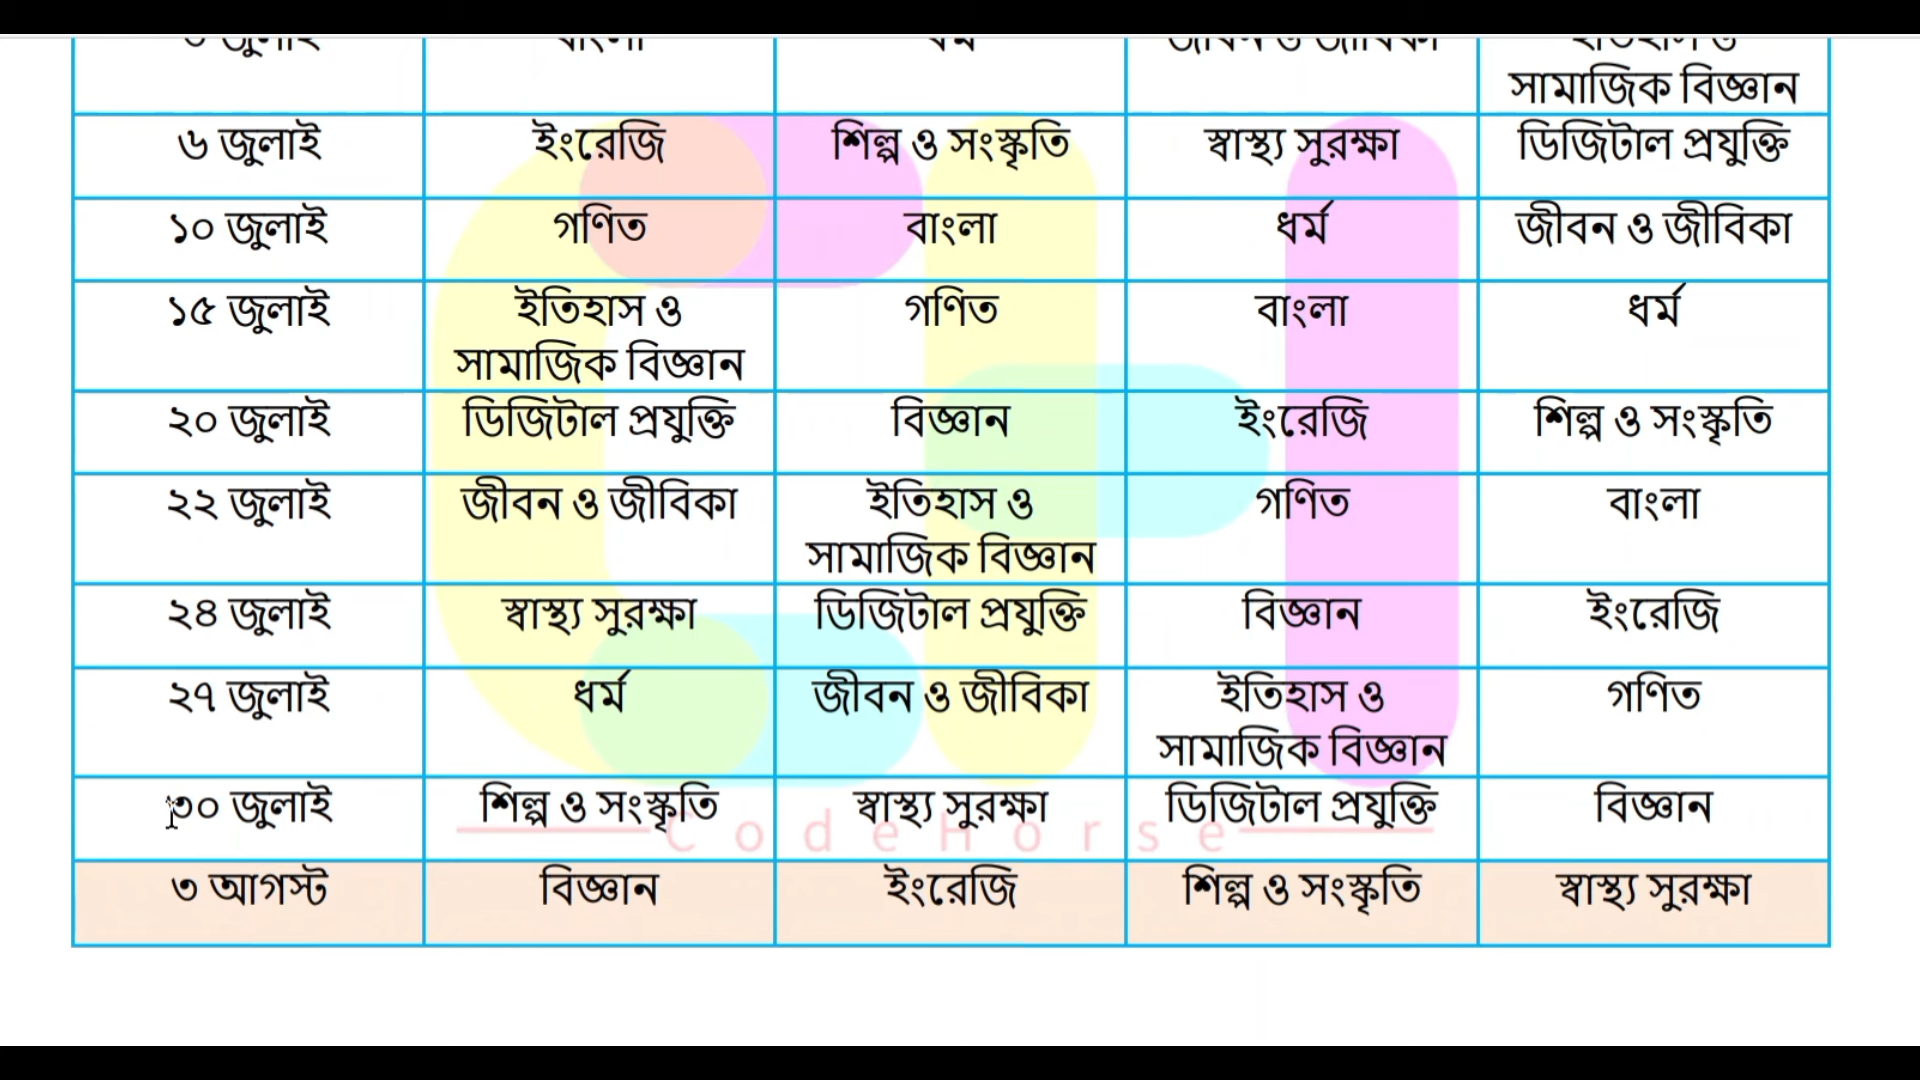 সামাজিক বিজ্ঞান
৬ জুলাই ইংরেজি শিল্প ও সংস্কৃতি স্বাস্থ্য সুরক্ষা ডিজিটাল প্রযুক্তি
১০ জুলাই গণিত বাংলা ধর্ম জীবন ও জীবিকা
১৫ জুলাই ইতিহাস ও গণিত বাংলা ধর্ম
সামাজিক বিজ্ঞান
২০ জুলাই ডিজিটাল প্রযুক্তি বিজ্ঞান ইংরেজি শিল্প ও সংস্কৃতি
২২ জুলাই জীবন ও জীবিকা ইতিহাস ও গণিত বাংলা
সামাজিক বিজ্ঞান
২৪ জুলাই স্বাস্থ্য সুরক্ষা ডিজিটাল প্রযুক্তি বিজ্ঞান ইংরেজি
২৭ জুলাই ধর্ম জীবন ও জীবিকা ইতিহাস ও গণিত
সামাজিক বিজ্ঞান
৩০ জুলাই শিল্প ও সংস্কৃতি স্বাস্থ্য সুরক্ষা ডিজিটাল প্রযুক্তি বিজ্ঞান
CodeHorse
৩ আগস্ট বিজ্ঞান ইংরেজি শিল্প ও সংস্কৃতি স্বাস্থ্য সুরক্ষা